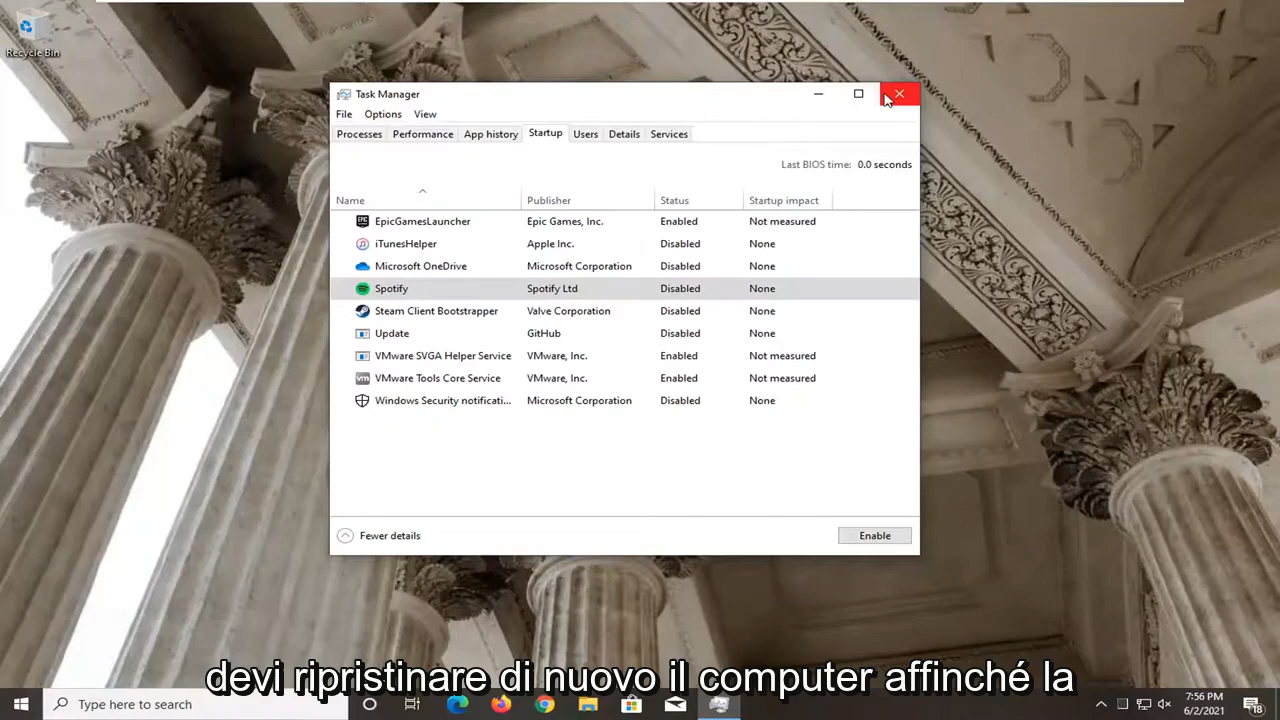 Recycle Bin
Task Manager
File Options View
Processes Performance App history Startup Users Details Services
Last BIOS time: 0.0 seconds
Name Publisher Status Startup impact
EpicGamesLauncher Epic Games, Inc. Enabled Not measured
iTunesHelper Apple Inc. Disabled None
Microsoft OneDrive Microsoft Corporation Disabled None
Spotify Spotify Ltd Disabled None
Steam Client Bootstrapper Valve Corporation Disabled None
Update GitHub Disabled None
VMware SVGA Helper Service VMware, Inc. Enabled Not measured
vm VMware Tools Core Service VMware, Inc. Enabled Not measured
Windows Security notificati... Microsoft Corporation Disabled None
Fewer details Enable
devi ripristinare di nuovo il computer affinché la
Type here to search
7:56 PM
6/2/2021
18